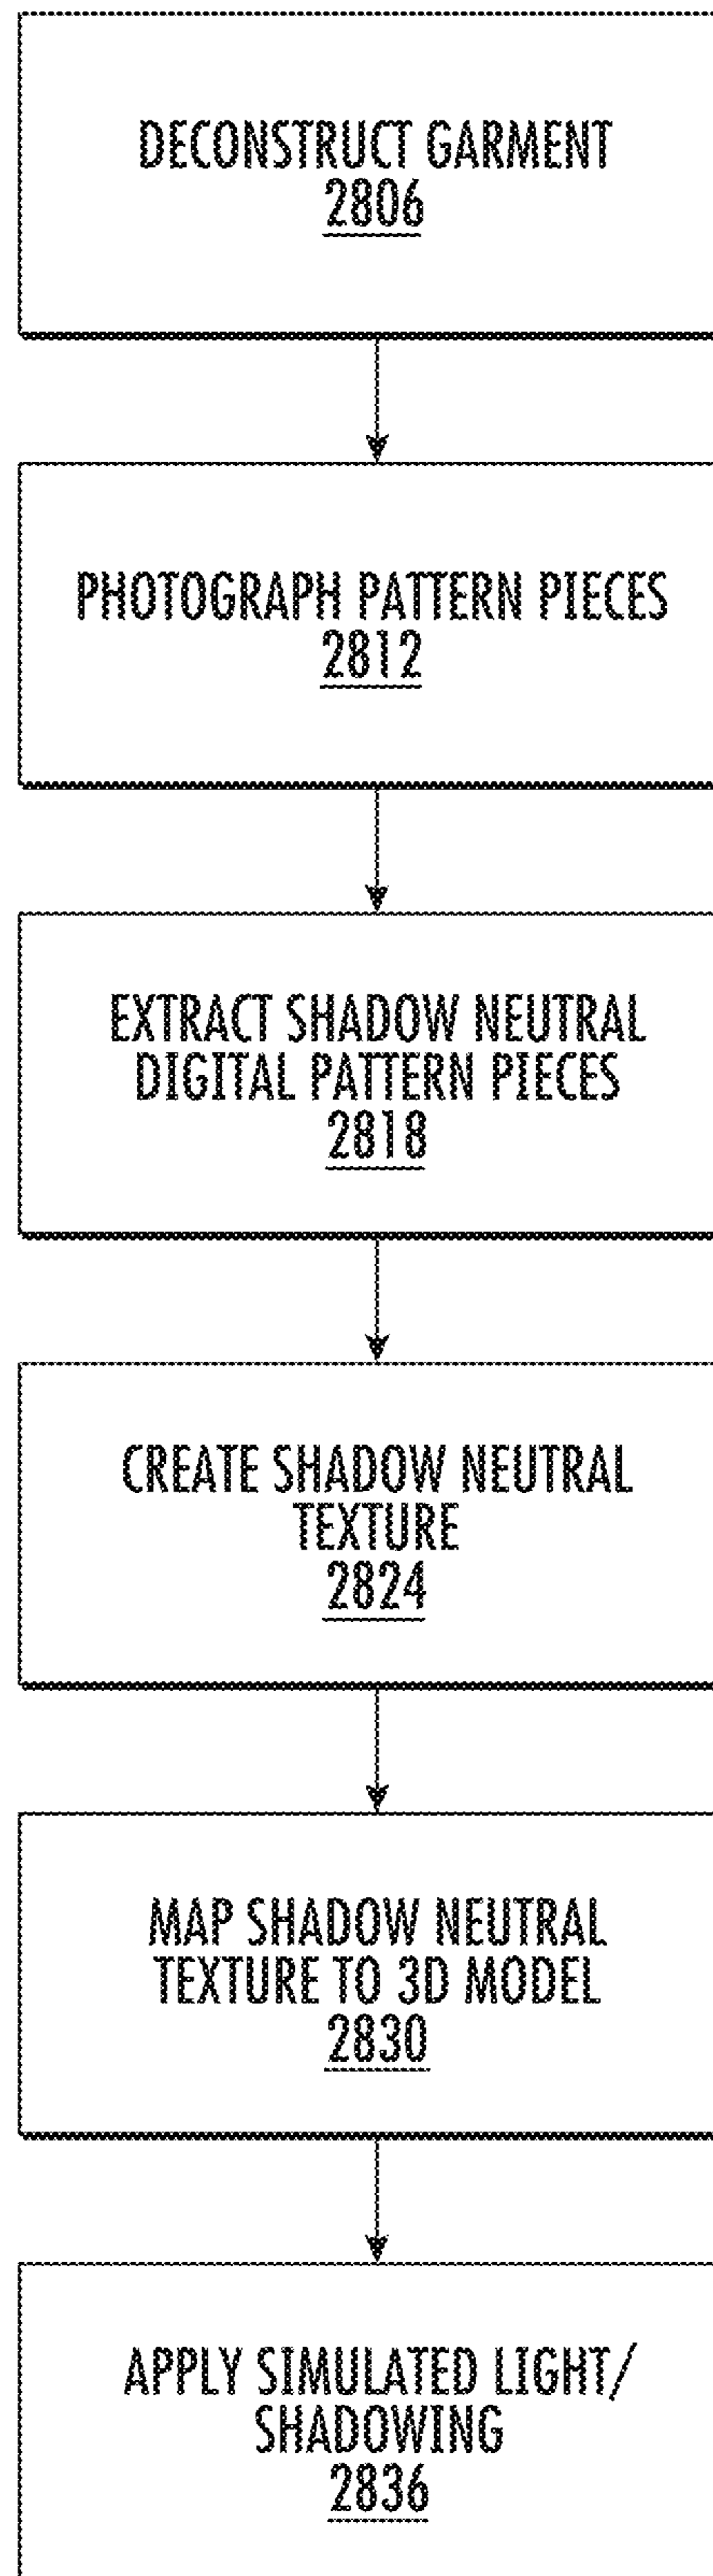 DECONSTRUCT GARMENT
2806
PHOTOGRAPH PATTERN PIECES
2812
EXTRACT SHADOW NEUTRAL
DIGITAL PATTERN PIECES
2818
CREATE SHADOW NEUTRAL
TEXTURE
2824
MAP SHADOW NEUTRAL
TEXTURE TO 3D MODEL
2830
APPLY SIMULATED LIGHT/
SHADOWING
2836